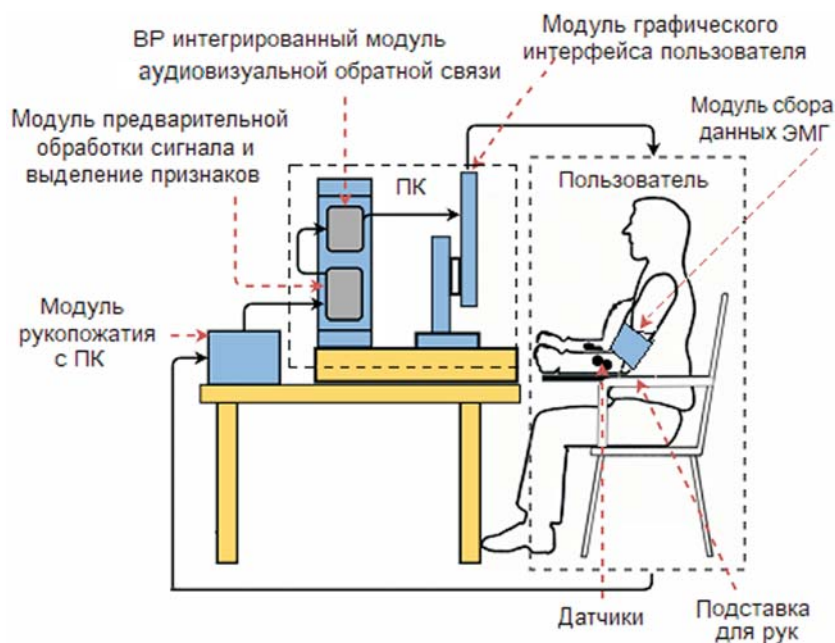 ВР интегрированный модуль
аудиовизуальной обратной связи
Модуль графического
интерфейса пользователя
Модуль сбора
данных ЭМГ
Модуль предварительной
обработки сигнала и
выделение признаков
ПК
Пользователь
Модуль
рукопожатия
с ПК
Датчики
Подставка
для рук